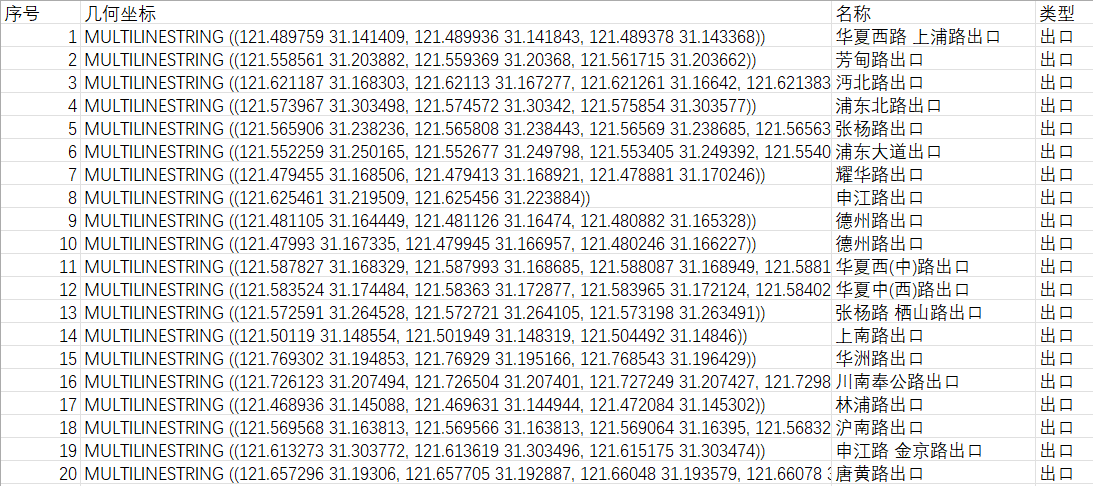 序号 几何坐标 名称 类型
1 MULTILINESTRING ((121.489759 31.141409, 121.489936 31.141843, 121.489378 31.143368)) 华夏西路 上浦路出口 出口
2 MULTILINESTRING ((121.558561 31.203882, 121.559369 31.20368, 121.561715 31.203662)) 芳甸路出口 出口
3 MULTILINESTRING ((121.621187 31.168303, 121.62113 31.167277, 121.621261 31.16642, 121.621383 沔北路出口 出口
4 MULTILINESTRING ((121.573967 31.303498, 121.574572 31.30342, 121.575854 31.303577)) 浦东北路出口 出口
5 MULTILINESTRING ((121.565906 31.238236, 121.565808 31.238443, 121.56569 31.238685, 121.56563 张杨路出口 出口
6 MULTILINESTRING ((121.552259 31.250165, 121.552677 31.249798, 121.553405 31.249392, 121.5540 浦东大道出口 出口
7 MULTILINESTRING ((121.479455 31.168506, 121.479413 31.168921, 121.478881 31.170246)) 耀华路出口 出口
8 MULTILINESTRING ((121.625461 31.219509, 121.625456 31.223884)) 申江路出口 出口
9 MULTILINESTRING ((121.481105 31.164449, 121.481126 31.16474, 121.480882 31.165328)) 德州路出口 出口
10 MULTILINESTRING ((121.47993 31.167335, 121.479945 31.166957, 121.480246 31.166227)) 德州路出口 出口
11 MULTILINESTRING ((121.587827 31.168329, 121.587993 31.168685, 121.588087 31.168949, 121.5881 华夏西(中)路出口 出口
12 MULTILINESTRING ((121.583524 31.174484, 121.58363 31.172877, 121.583965 31.172124, 121.58402 华夏中(西)路出口 出口
13 MULTILINESTRING ((121.572591 31.264528, 121.572721 31.264105, 121.573198 31.263491)) 张杨路 栖山路出口 出口
14 MULTILINESTRING ((121.50119 31.148554, 121.501949 31.148319, 121.504492 31.14846)) 上南路出口 出口
15 MULTILINESTRING ((121.769302 31.194853, 121.76929 31.195166, 121.768543 31.196429)) 华洲路出口 出口
16 MULTILINESTRING ((121.726123 31.207494, 121.726504 31.207401, 121.727249 31.207427, 121.7298 川南奉公路出口 出口
17 MULTILINESTRING ((121.468936 31.145088, 121.469631 31.144944, 121.472084 31.145302)) 林浦路出口 出口
18 MULTILINESTRING ((121.569568 31.163813, 121.569566 31.163813, 121.569064 31.16395, 121.56832 沪南路出口 出口
19 MULTILINESTRING ((121.613273 31.303772, 121.613619 31.303496, 121.615175 31.303474)) 申江路 金京路出口 出口
20 MULTILINESTRING ((121.657296 31.19306, 121.657705 31.192887, 121.66048 31.193579, 121.66078 唐黄路出口 出口